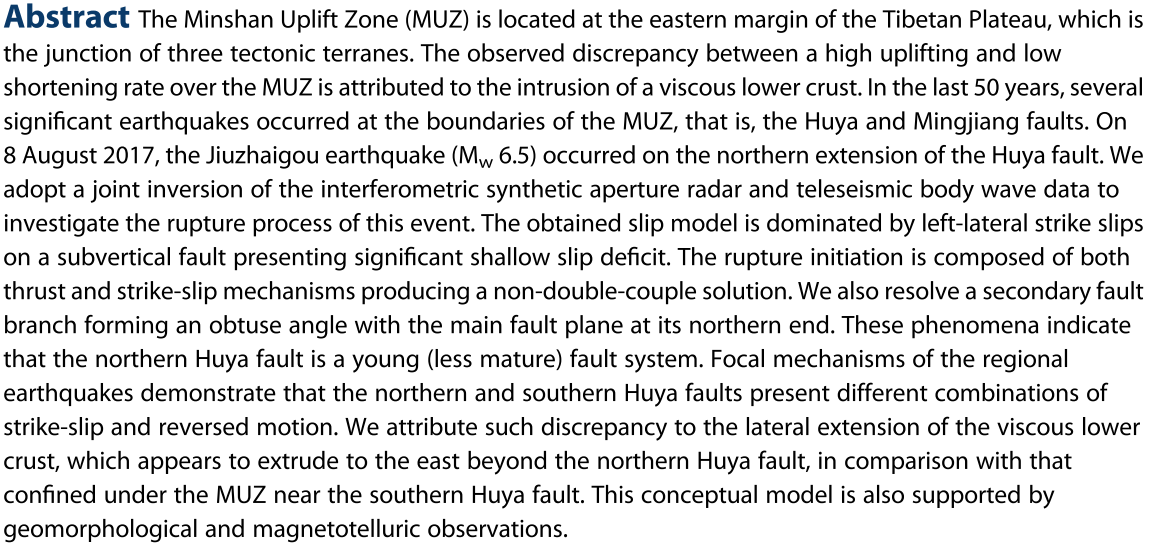 Abstract The Minshan Uplift Zone (MUZ) is located at the eastern margin of the Tibetan Plateau, which is
the junction of three tectonic terranes. The observed discrepancy between a high uplifting and low
shortening rate over the MUZ is attributed to the intrusion of a viscous lower crust. In the last 50 years, several
significant earthquakes occurred at the boundaries of the MUZ, that is, the Huya and Mingjiang faults. On
8 August 2017, the Jiuzhaigou earthquake (Mw 6.5) occurred on the northern extension of the Huya fault. We
adopt a joint inversion of the interferometric synthetic aperture radar and teleseismic body wave data to
investigate the rupture process of this event. The obtained slip model is dominated by left-lateral strike slips
on a subvertical fault presenting significant shallow slip deficit. The rupture initiation is composed of both
thrust and strike-slip mechanisms producing a non-double-couple solution. We also resolve a secondary fault
branch forming an obtuse angle with the main fault plane at its northern end. These phenomena indicate
that the northern Huya fault is a young (less mature) fault system. Focal mechanisms of the regional
earthquakes demonstrate that the northern and southern Huya faults present different combinations of
strike-slip and reversed motion. We attribute such discrepancy to the lateral extension of the viscous lower
crust, which appears to extrude to the east beyond the northern Huya fault, in comparison with that
confined under the MUZ near the southern Huya fault. This conceptual model is also supported by
geomorphological and magnetotelluric observations.